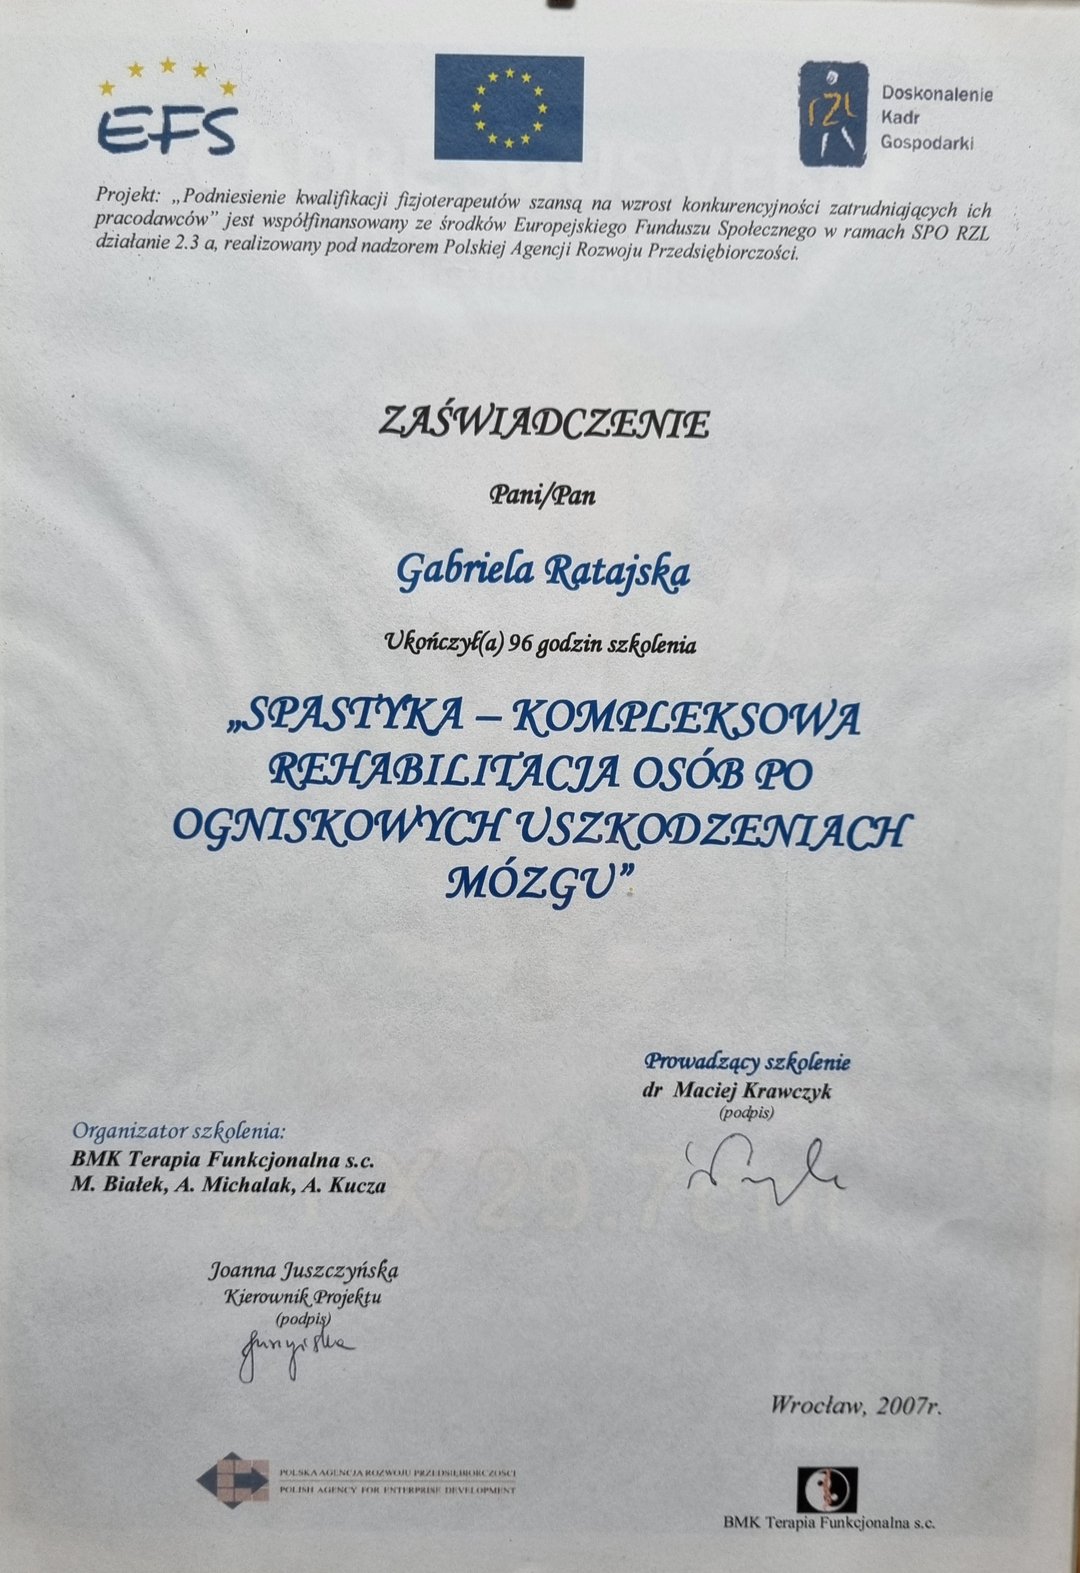 EFS
RZL
Doskonalenie
Kadr
Gospodarki
Projekt: „Podniesienie kwalifikacji fizjoterapeutów szansą na wzrost konkurencyjności zatrudniających ich
pracodawców” jest współfinansowany ze środków Europejskiego Funduszu Społecznego w ramach SPO RZL
działanie 2.3 a, realizowany pod nadzorem Polskiej Agencji Rozwoju Przedsiębiorczości.
ZAŚWIADCZENIE
Pani/Pan
Gabriela Ratajska
Ukończył(a) 96 godzin szkolenia
„SPASTYKA – KOMPLEKSOWA
REHABILITACJA OSÓB PO
OGNISKOWYCH USZKODZENIACH
MÓZGU”
Prowadzący szkolenie
dr Maciej Krawczyk
(podpis)
Organizator szkolenia:
BMK Terapia Funkcjonalna s.c.
M. Białek, A. Michalak, A. Kucza
Joanna Juszczyńska
Kierownik Projektu
(podpis)
Wrocław, 2007r.
POLSKA AGENCJA ROZWOJU PRZEDSIĘBIORCZOŚCI
POLISH AGENCY FOR ENTERPRISE DEVELOPMENT
BMK Terapia Funkcjonalna s.c.